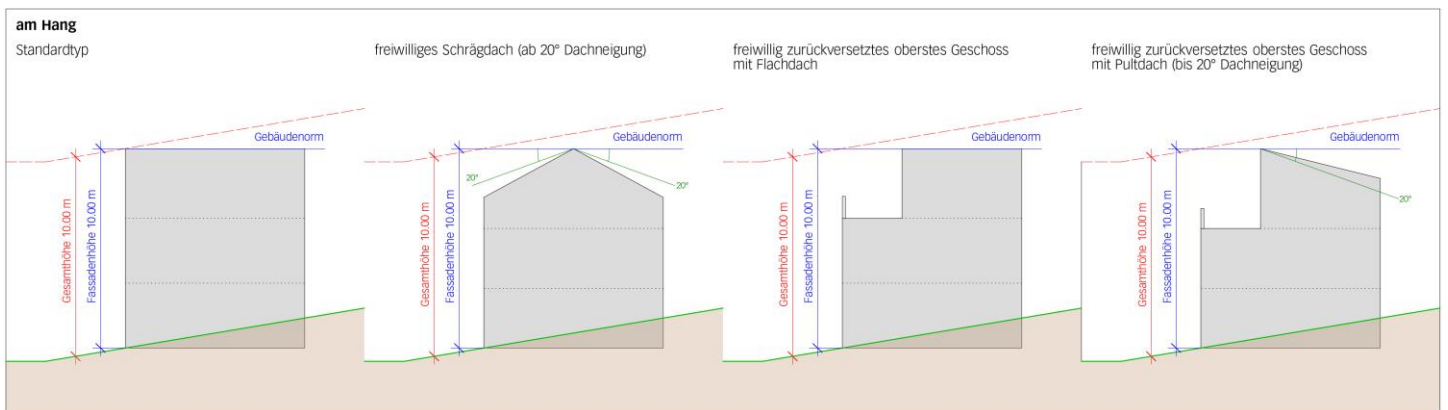 am Hang
Standardtyp
freiwilliges Schrägdach (ab 20° Dachneigung)
freiwillig zurückversetztes oberstes Geschoss
mit Flachdach
freiwillig zurückversetztes oberstes Geschoss
mit Pultdach (bis 20° Dachneigung)
Gebäudenorm
Gesamthöhe 10.00 m
Fassadenhöhe 10.00 m
Gebäudenorm
20°
20°
Gesamthöhe 10.00 m
Fassadenhöhe 10.00 m
Gebäudenorm
Gesamthöhe 10.00 m
Fassadenhöhe 10.00 m
Gebäudenorm
20°
Gesamthöhe 10.00 m
Fassadenhöhe 10.00 m